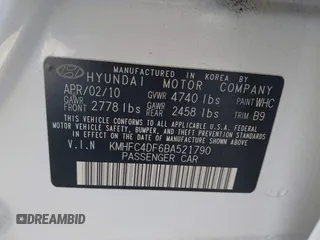 MANUFACTURED IN KOREA BY
HYUNDAI MOTOR COMPANY
APR/02/10 GVWR 4740 lbs PAINT WHC
GAWR FRONT 2778 lbs GAWR REAR 2458 lbs TRIM B9
THIS VEHICLE CONFORMS TO ALL APPLICABLE
U.S.A. FEDERAL MOTOR VEHICLE SAFETY,
BUMPER, AND THEFT PREVENTION STANDARDS
IN EFFECT ON THE DATE OF MANUFACTURE
SHOWN ABOVE.
V.I.N KMHFC4DF6BA521790
PASSENGER CAR
© DREAMBID